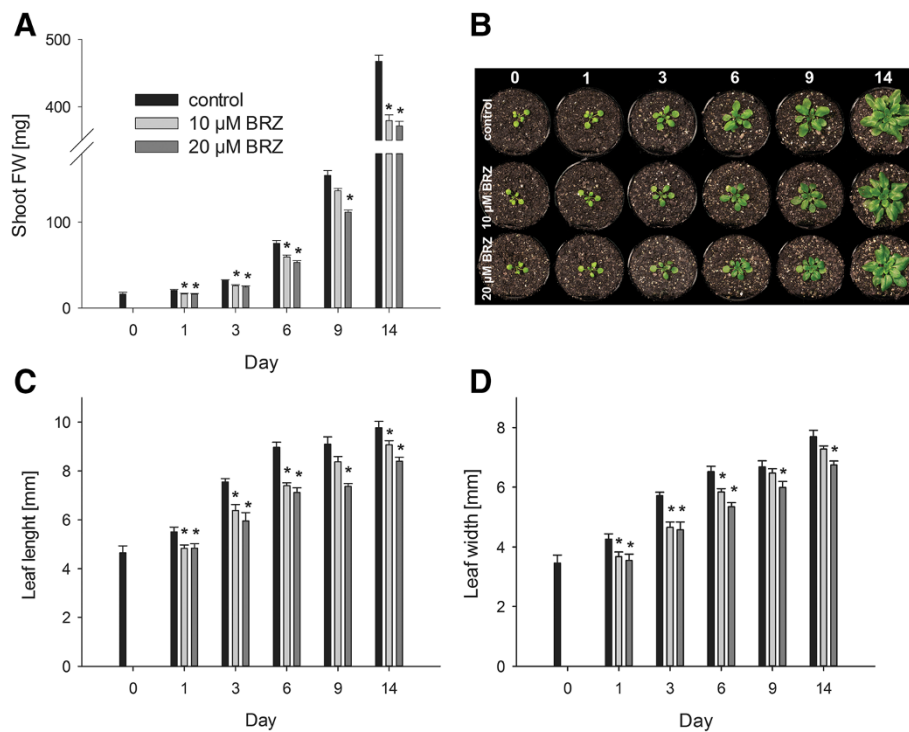 A
Shoot FW [mg]
500
400
100
0
control
10 µM BRZ
20 µM BRZ
* *
* *
* *
*
* *
0 1 3 6 9 14
Day
B
0 1 3 6 9 14
control
10 µM BRZ
20 µM BRZ
C
Leaf lenght [mm]
10
8
6
4
2
0
* *
* *
* *
*
* *
0 1 3 6 9 14
Day
D
Leaf width [mm]
8
6
4
2
0
* *
* *
* *
*
*
0 1 3 6 9 14
Day